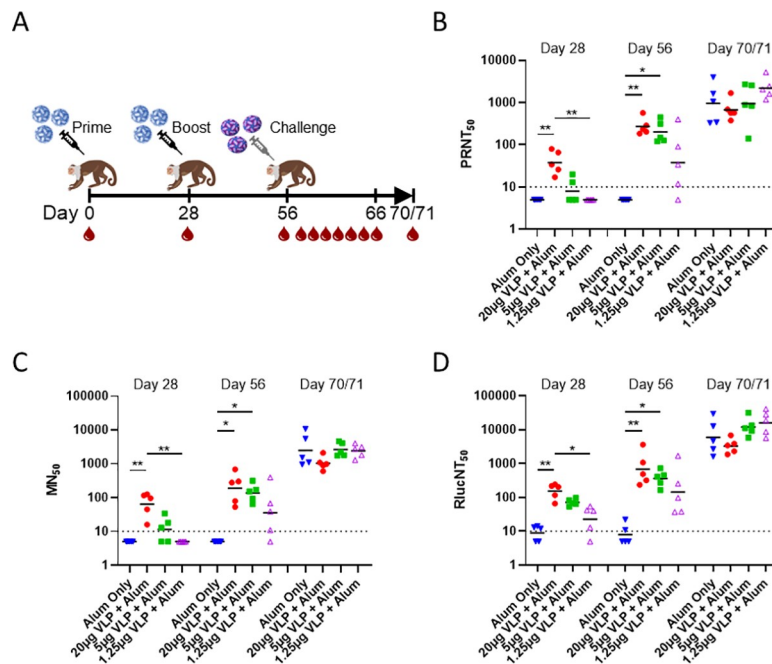 A
Prime
Boost
Challenge
Day
0
28
56
66
70/71
B
Day 28
Day 56
Day 70/71
PRNT50
10000
1000
100
10
1
**
**
**
*
Alum Only
20µg VLP + Alum
5µg VLP + Alum
1.25µg VLP + Alum
Alum Only
20µg VLP + Alum
5µg VLP + Alum
1.25µg VLP + Alum
Alum Only
20µg VLP + Alum
5µg VLP + Alum
1.25µg VLP + Alum
C
Day 28
Day 56
Day 70/71
MN50
100000
10000
1000
100
10
1
**
**
*
*
Alum Only
20µg VLP + Alum
5µg VLP + Alum
1.25µg VLP + Alum
Alum Only
20µg VLP + Alum
5µg VLP + Alum
1.25µg VLP + Alum
Alum Only
20µg VLP + Alum
5µg VLP + Alum
1.25µg VLP + Alum
D
Day 28
Day 56
Day 70/71
RlucNT50
100000
10000
1000
100
10
1
**
*
**
*
Alum Only
20µg VLP + Alum
5µg VLP + Alum
1.25µg VLP + Alum
Alum Only
20µg VLP + Alum
5µg VLP + Alum
1.25µg VLP + Alum
Alum Only
20µg VLP + Alum
5µg VLP + Alum
1.25µg VLP + Alum